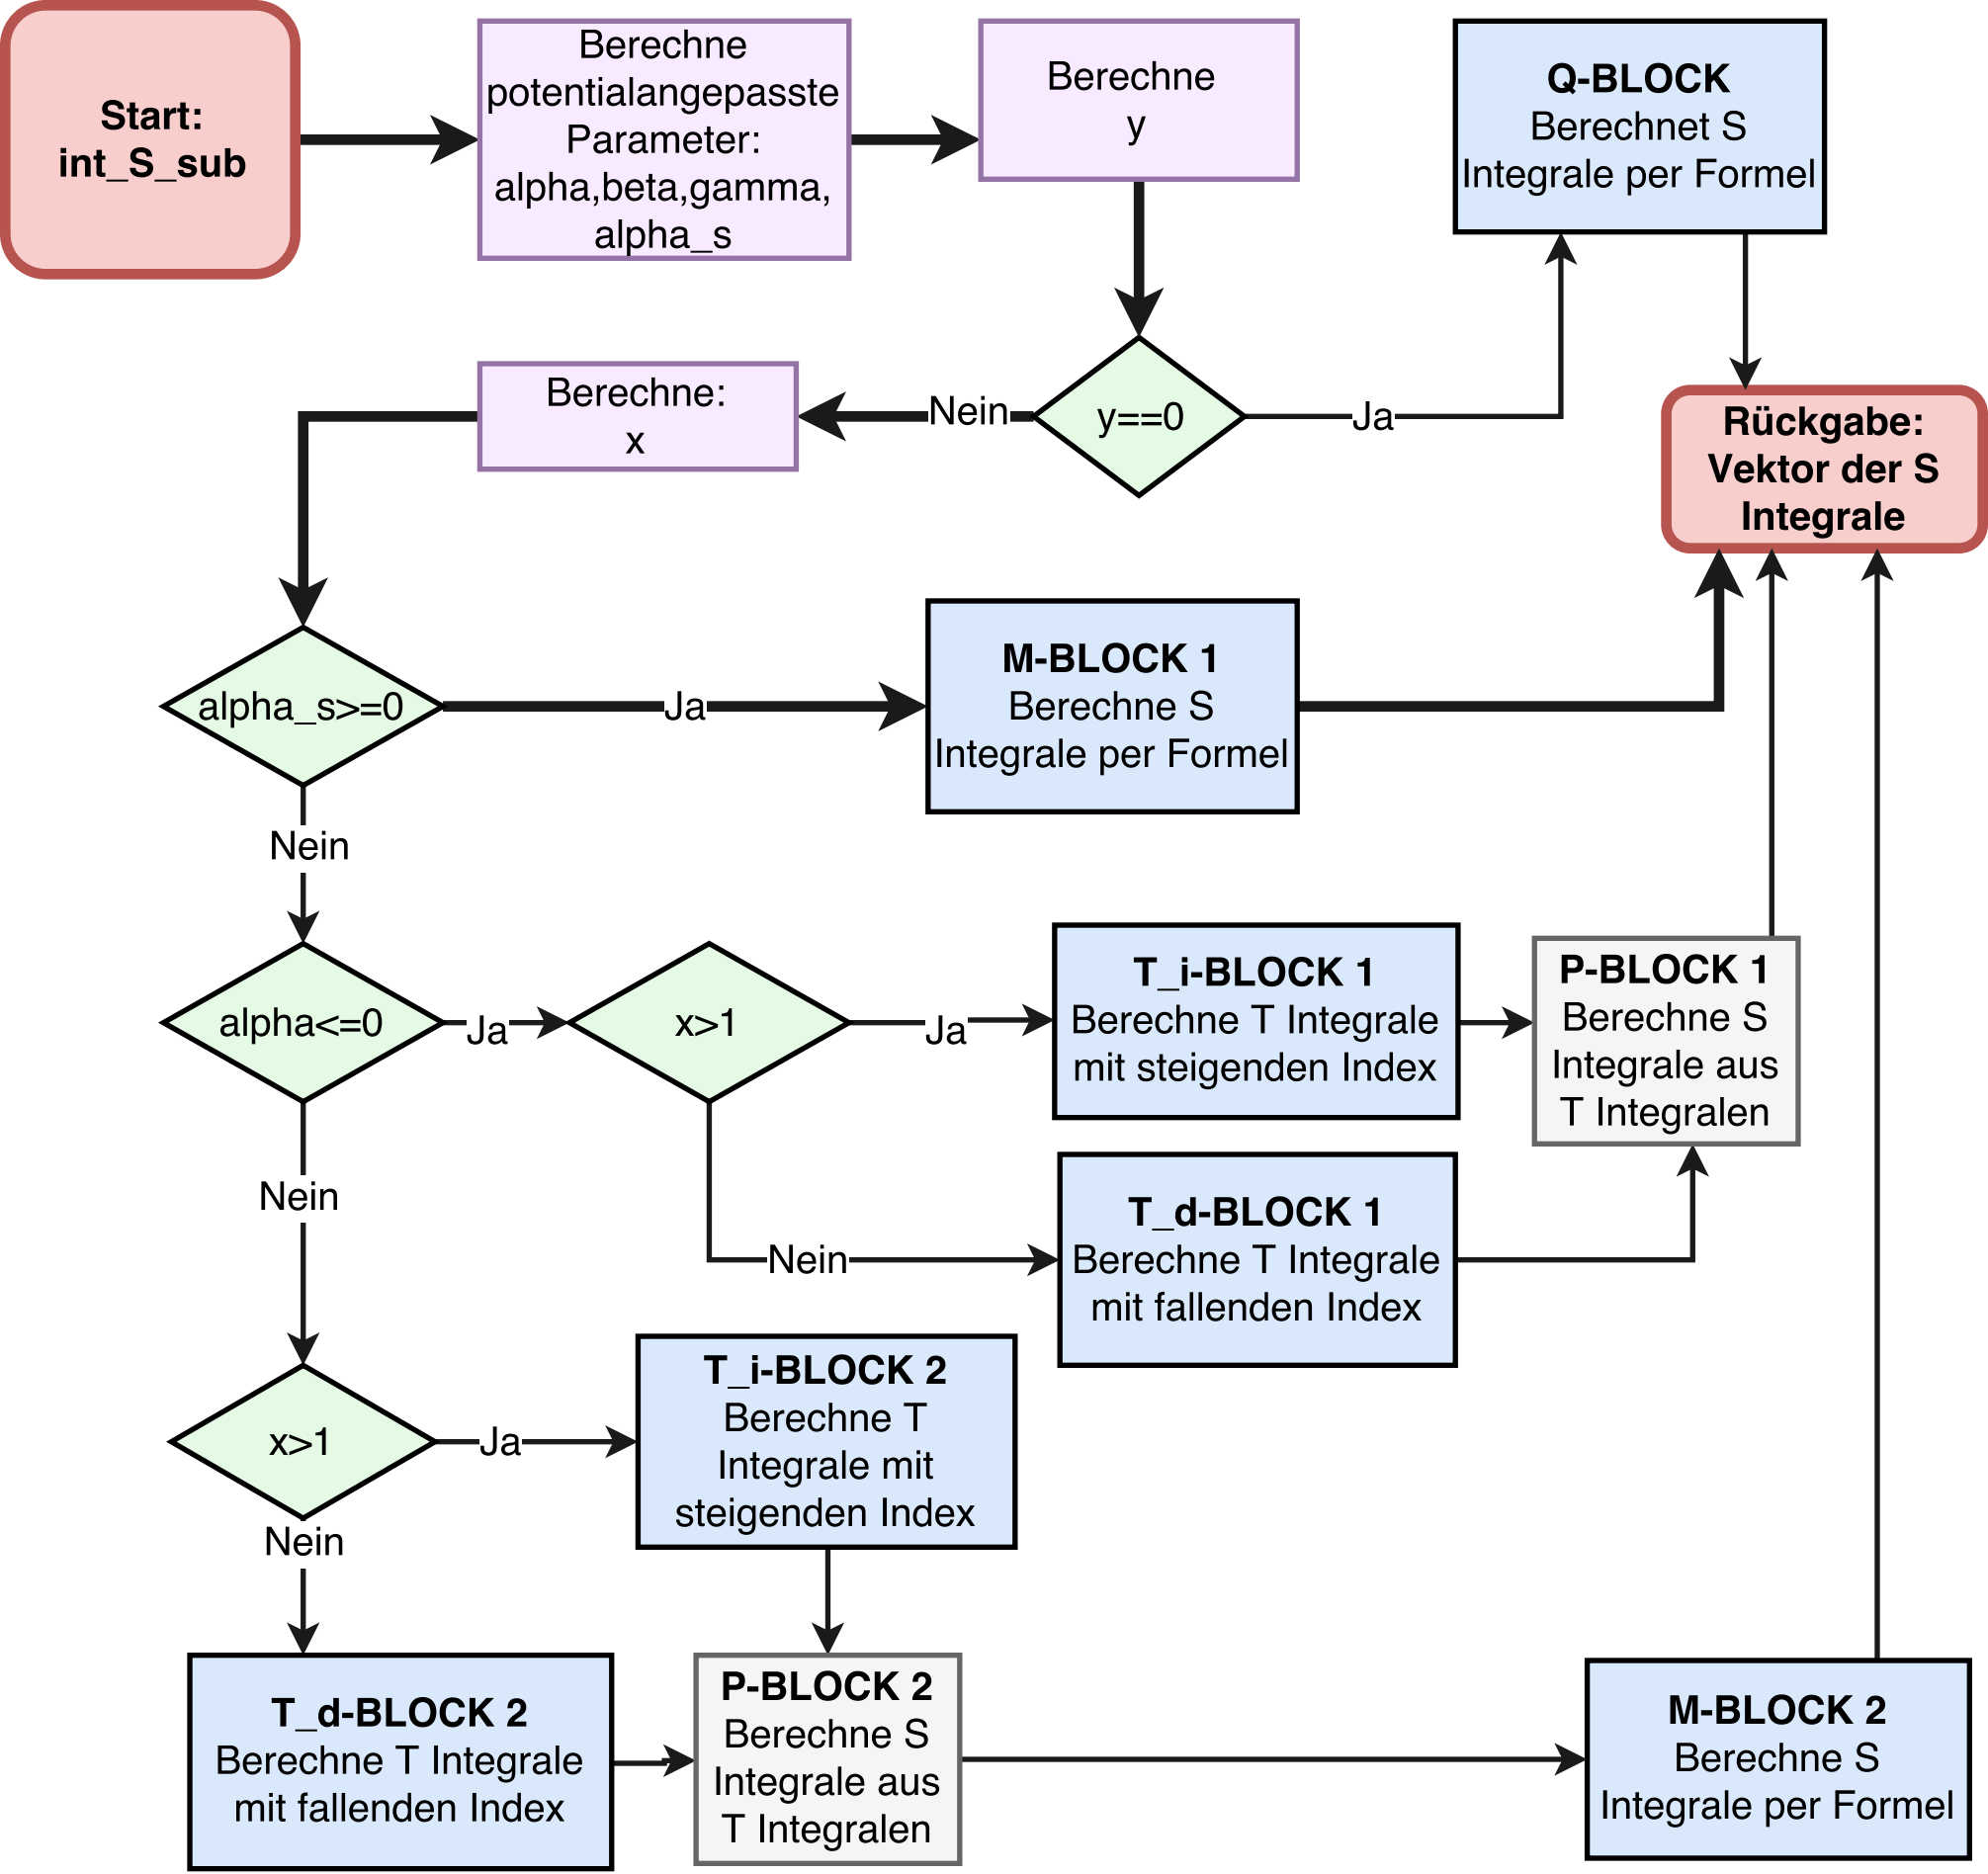 Start:
int_S_sub
Berechne
potentialangepasste
Parameter:
alpha,beta,gamma,
alpha_s
Berechne
y
Q-BLOCK
Berechnet S
Integrale per Formel
Berechne:
x
Nein
y==0
Ja
Rückgabe:
Vektor der S
Integrale
alpha_s>=0
Ja
M-BLOCK 1
Berechne S
Integrale per Formel
Nein
alpha<=0
Ja
x>1
Ja
T_i-BLOCK 1
Berechne T Integrale
mit steigenden Index
P-BLOCK 1
Berechne S
Integrale aus
T Integralen
Nein
Nein
T_d-BLOCK 1
Berechne T Integrale
mit fallenden Index
x>1
Ja
T_i-BLOCK 2
Berechne T
Integrale mit
steigenden Index
Nein
T_d-BLOCK 2
Berechne T Integrale
mit fallenden Index
P-BLOCK 2
Berechne S
Integrale aus
T Integralen
M-BLOCK 2
Berechne S
Integrale per Formel